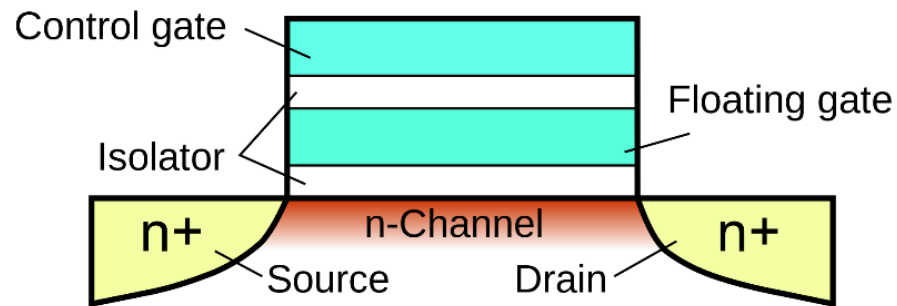 Control gate
Floating gate
Isolator
n+
n-Channel
n+
Source
Drain